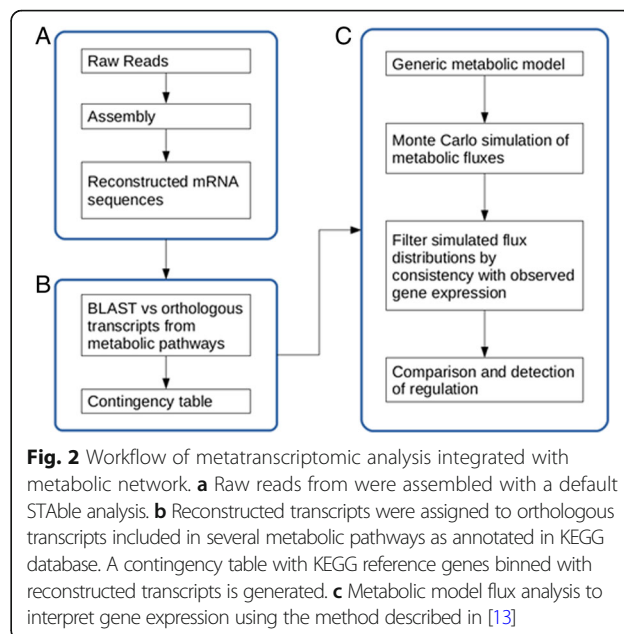 A
Raw Reads
Assembly
Reconstructed mRNA
sequences
B
BLAST vs orthologous
transcripts from
metabolic pathways
Contingency table
C
Generic metabolic model
Monte Carlo simulation of
metabolic fluxes
Filter simulated flux
distributions by
consistency with observed
gene expression
Comparison and detection
of regulation
Fig. 2 Workflow of metatranscriptomic analysis integrated with
metabolic network. a Raw reads from were assembled with a default
STAble analysis. b Reconstructed transcripts were assigned to orthologous
transcripts included in several metabolic pathways as annotated in KEGG
database. A contingency table with KEGG reference genes binned with
reconstructed transcripts is generated. c Metabolic model flux analysis to
interpret gene expression using the method described in [13]